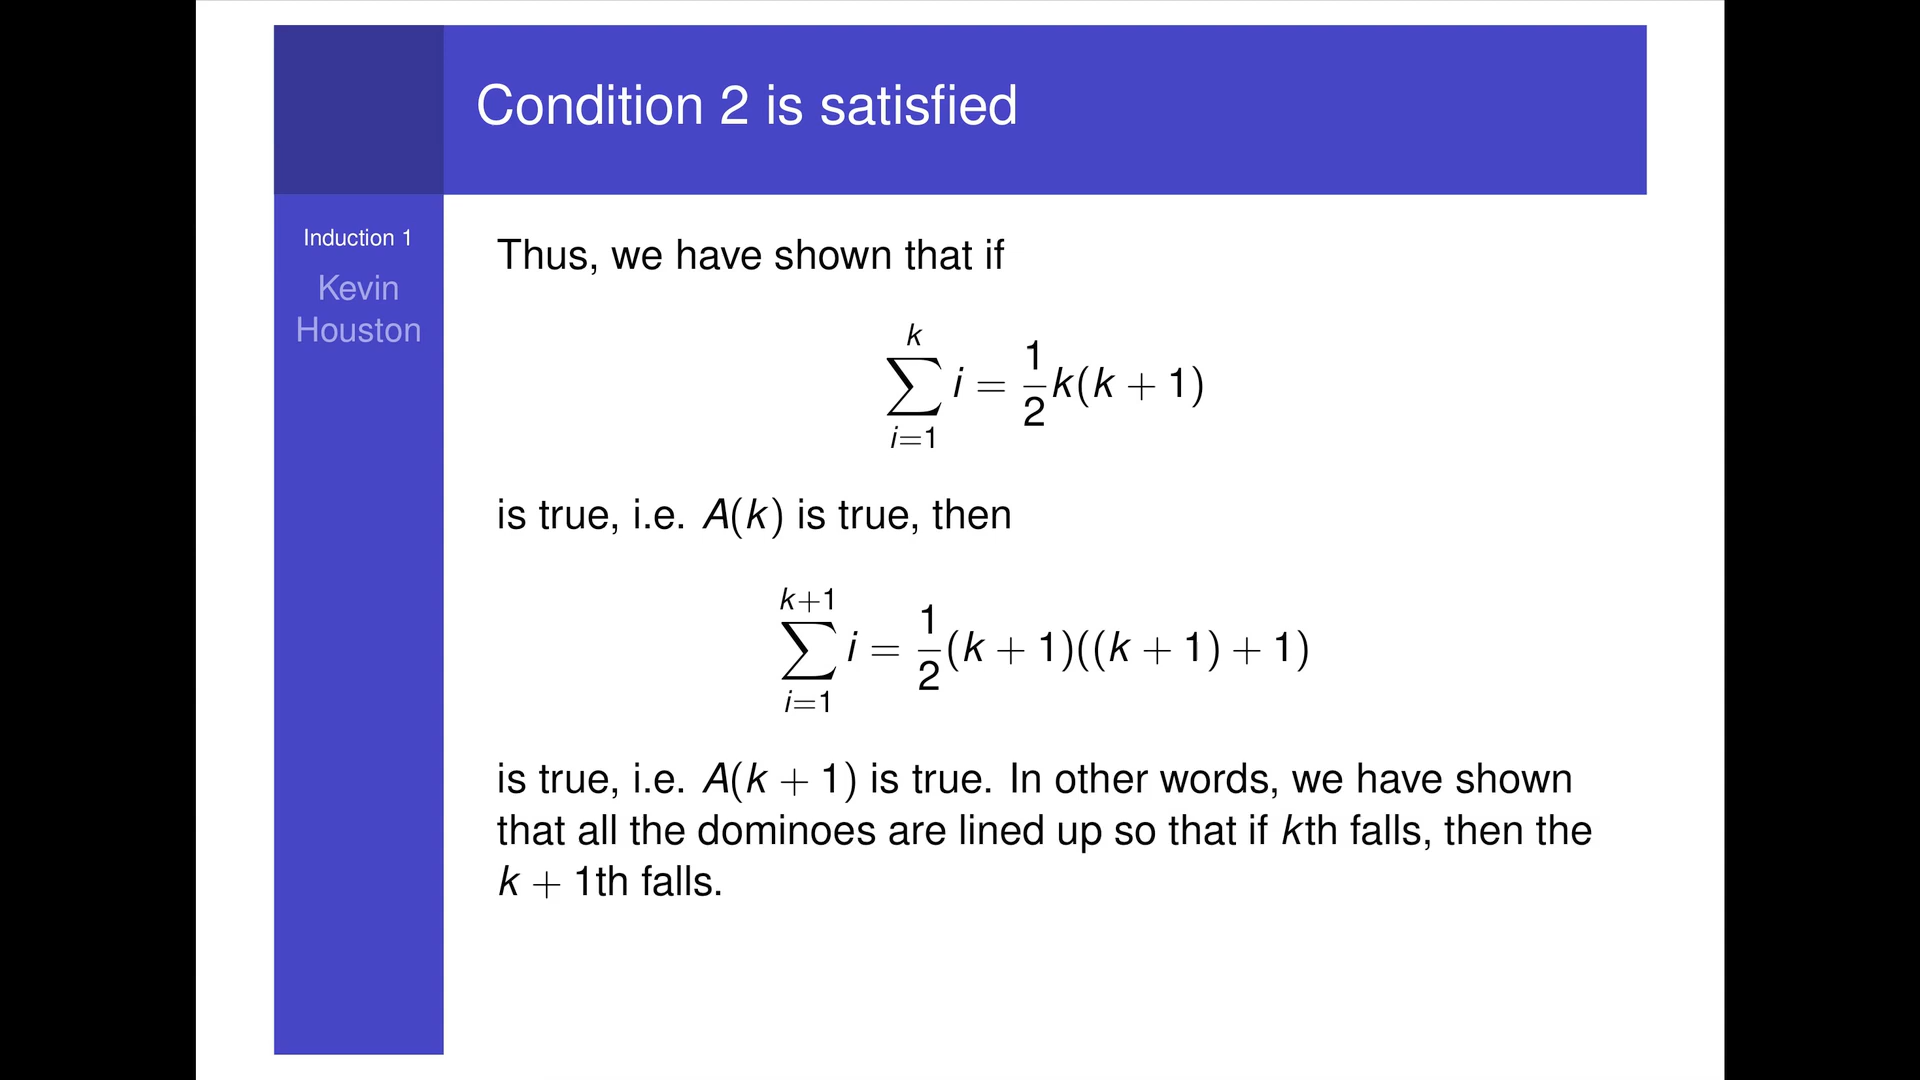 Condition 2 is satisfied
Induction 1
Kevin
Houston
Thus, we have shown that if
k
∑ i = 1/2 k(k + 1)
i=1
is true, i.e. A(k) is true, then
k+1
∑ i = 1/2 (k + 1)((k + 1) + 1)
i=1
is true, i.e. A(k + 1) is true. In other words, we have shown
that all the dominoes are lined up so that if kth falls, then the
k + 1th falls.